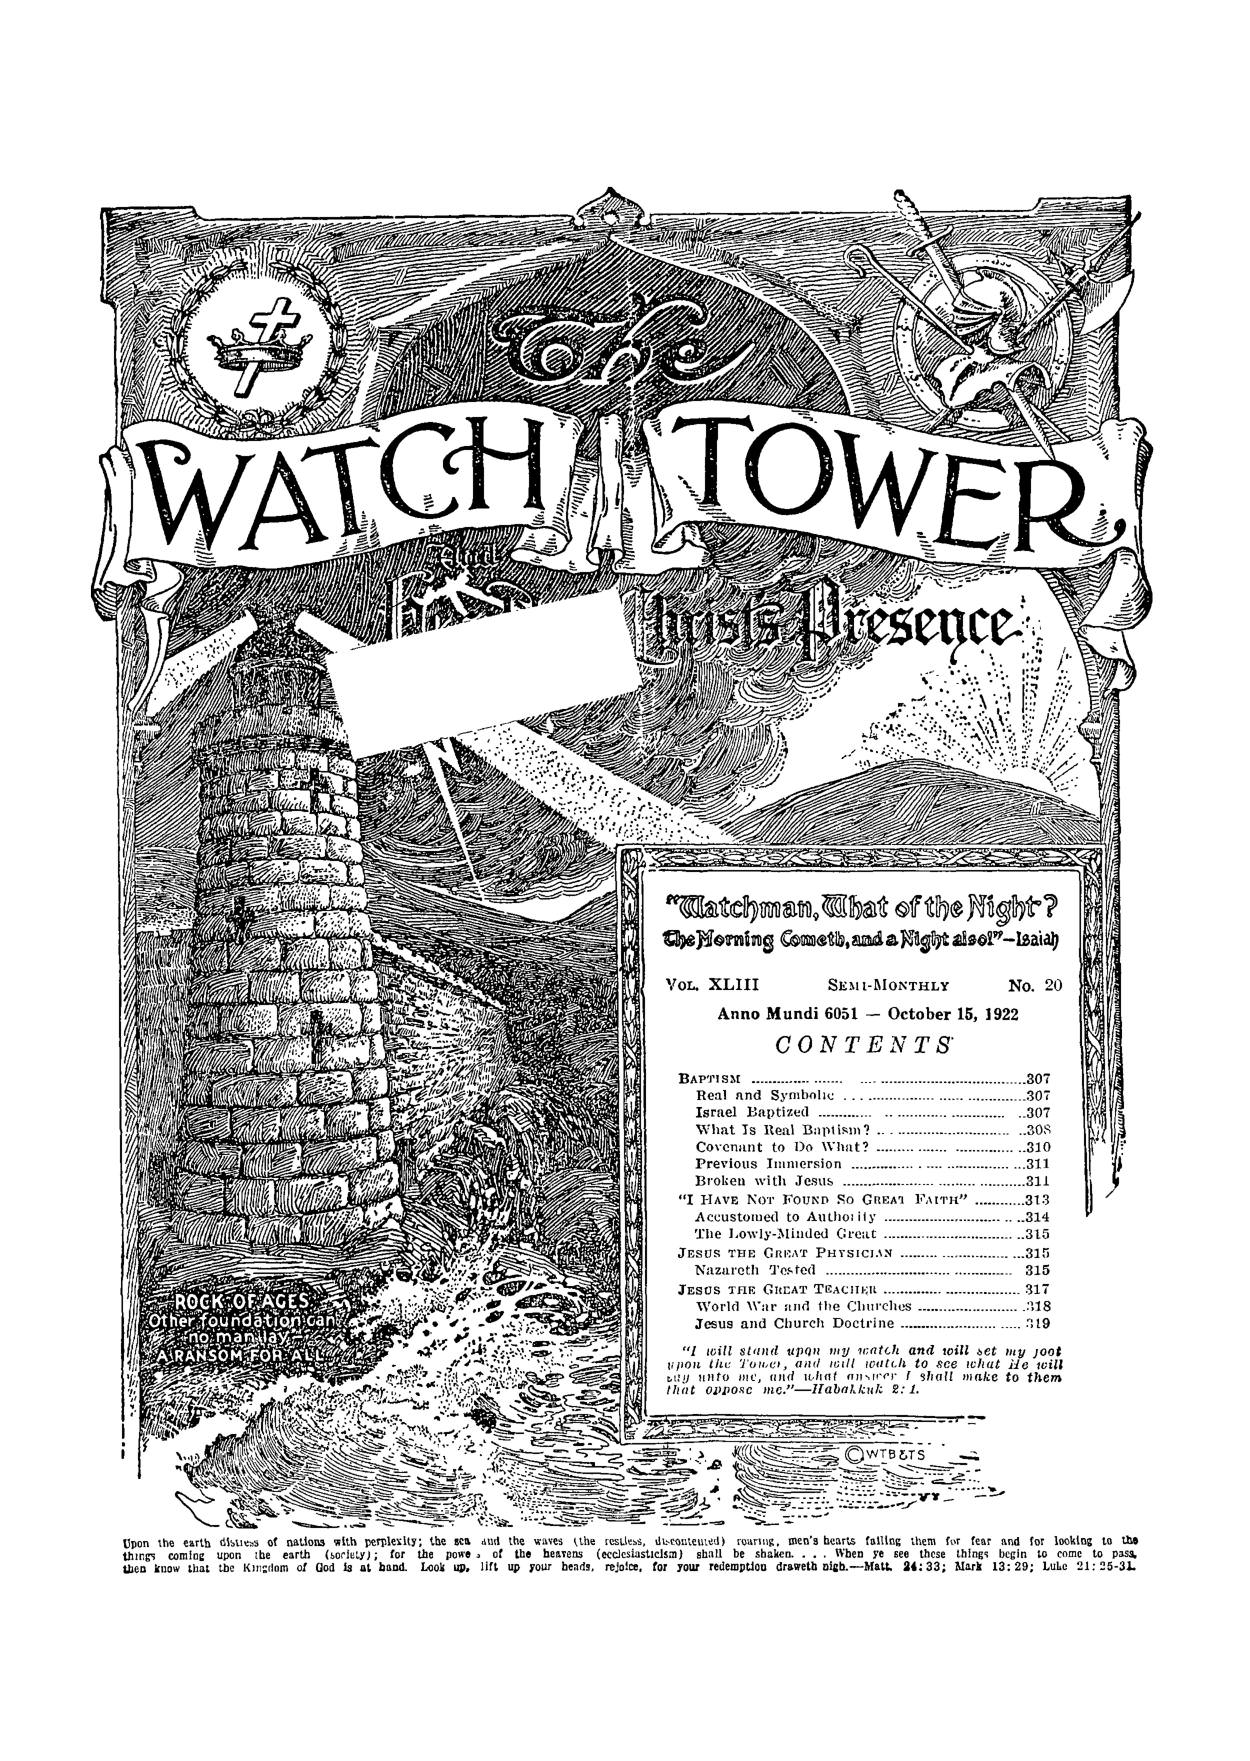 The
WATCH TOWER
And
Christ's Presence
"Watchman, What of the Night?
The Morning Cometh, and a Night also!"—Isaiah
VOL. XLIII SEMI-MONTHLY No. 20
Anno Mundi 6051 — October 15, 1922
CONTENTS
BAPTISM 307
Real and Symbolic 307
Israel Baptized 307
What Is Real Baptism? 308
Covenant to Do What? 310
Previous Immersion 311
Broken with Jesus 311
"I HAVE NOT FOUND SO GREAT FAITH" 313
Accustomed to Authority 314
The Lowly-Minded Great 315
JESUS THE GREAT PHYSICIAN 315
Nazareth Tested 315
JESUS THE GREAT TEACHER 317
World War and the Churches 318
Jesus and Church Doctrine 319
"I will stand upon my watch and will set my foot
upon the Tower, and will watch to see what He will
say unto me, and what answer I shall make to them
that oppose me."—Habakkuk 2:1.
ROCK OF AGES
Other foundation can
no man lay—
A RANSOM FOR ALL
©WTB&TS
Upon the earth distress of nations with perplexity; the sea and the waves (the restless, discontented) roaring, men's hearts failing them for fear and for looking to the
things coming upon the earth (society); for the powers of the heavens (ecclesiasticism) shall be shaken. . . . When ye see these things begin to come to pass,
then know that the Kingdom of God is at hand. Look up, lift up your heads, rejoice, for your redemption draweth nigh.—Matt. 24:33; Mark 13:29; Luke 21:25-31.